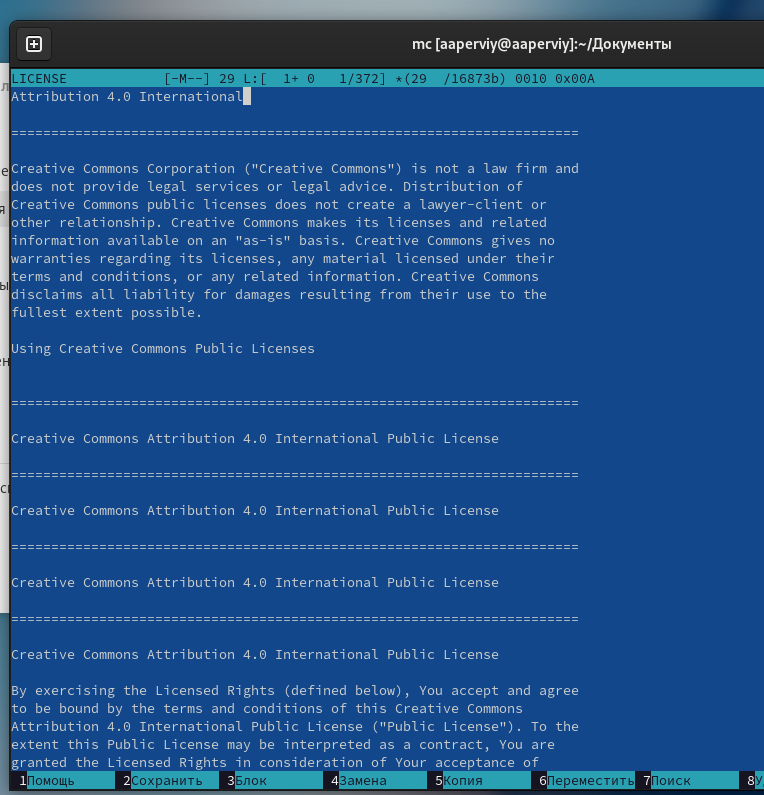 mc [aaperviy@aaperviy]:~/Документы
LICENSE [-M--] 29 L:[ 1+ 0 1/372] *(29 /16873b) 0010 0x00A
Attribution 4.0 International
=======================================================================
Creative Commons Corporation ("Creative Commons") is not a law firm and
does not provide legal services or legal advice. Distribution of
Creative Commons public licenses does not create a lawyer-client or
other relationship. Creative Commons makes its licenses and related
information available on an "as-is" basis. Creative Commons gives no
warranties regarding its licenses, any material licensed under their
terms and conditions, or any related information. Creative Commons
disclaims all liability for damages resulting from their use to the
fullest extent possible.
Using Creative Commons Public Licenses
=======================================================================
Creative Commons Attribution 4.0 International Public License
=======================================================================
Creative Commons Attribution 4.0 International Public License
=======================================================================
Creative Commons Attribution 4.0 International Public License
=======================================================================
Creative Commons Attribution 4.0 International Public License
By exercising the Licensed Rights (defined below), You accept and agree
to be bound by the terms and conditions of this Creative Commons
Attribution 4.0 International Public License ("Public License"). To the
extent this Public License may be interpreted as a contract, You are
granted the Licensed Rights in consideration of Your acceptance of
1Помощь 2Сохранить 3Блок 4Замена 5Копия 6Переместить 7Поиск 8У